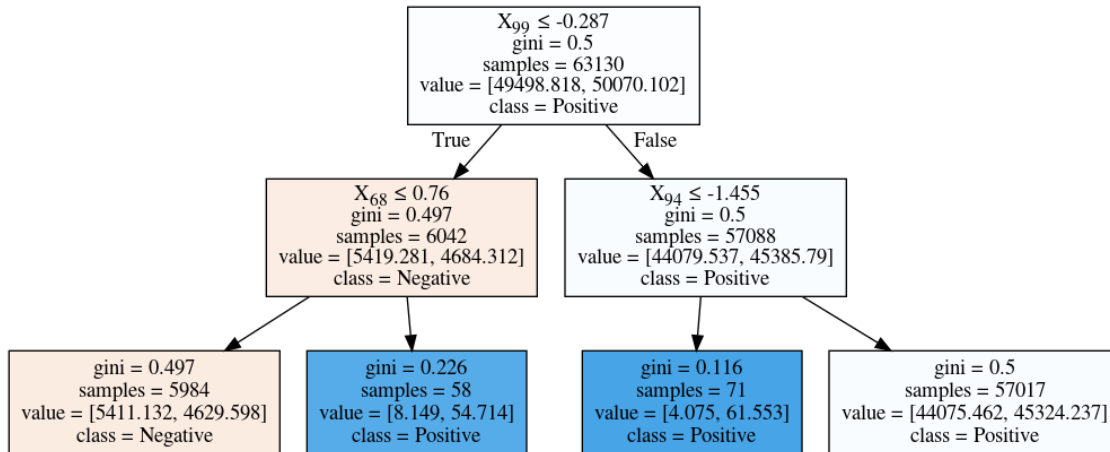 X99 ≤ -0.287
gini = 0.5
samples = 63130
value = [49498.818, 50070.102]
class = Positive
True
False
X68 ≤ 0.76
gini = 0.497
samples = 6042
value = [5419.281, 4684.312]
class = Negative
X94 ≤ -1.455
gini = 0.5
samples = 57088
value = [44079.537, 45385.79]
class = Positive
gini = 0.497
samples = 5984
value = [5411.132, 4629.598]
class = Negative
gini = 0.226
samples = 58
value = [8.149, 54.714]
class = Positive
gini = 0.116
samples = 71
value = [4.075, 61.553]
class = Positive
gini = 0.5
samples = 57017
value = [44075.462, 45324.237]
class = Positive